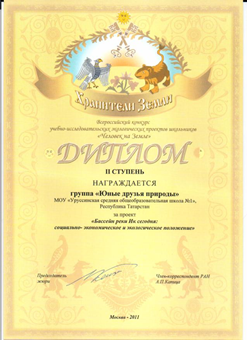 Хранители Земли
Всероссийский конкурс
учебно-исследовательских экологических проектов школьников
«Человек на Земле»
ДИПЛОМ
II СТУПЕНЬ
НАГРАЖДАЕТСЯ
группа «Юные друзья природы»
МОУ «Уруссинская средняя общеобразовательная школа №1»,
Республика Татарстан
за проект
«Бассейн реки Ик сегодня:
социально- экономическое и экологическое положение»
Председатель
жюри
Член-корреспондент РАН
А.П.Капица
Москва - 2011